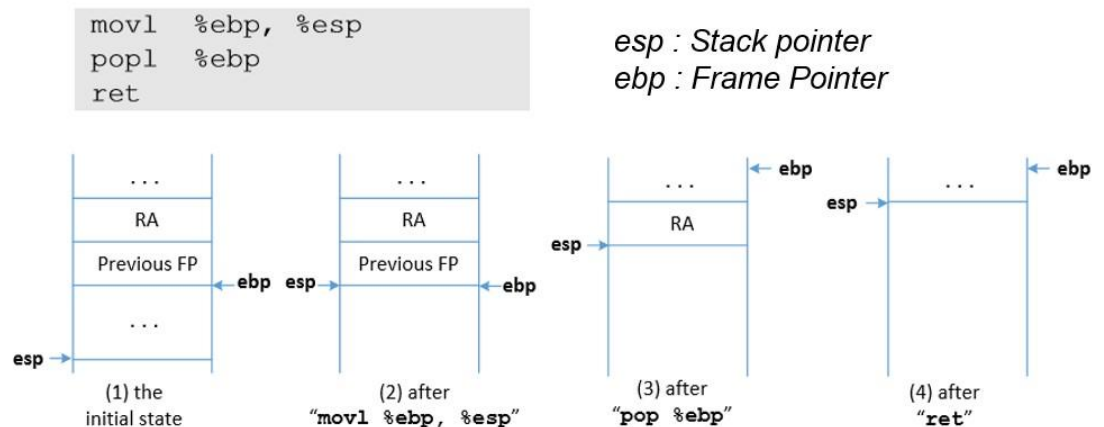 movl %ebp, %esp
popl %ebp
ret
esp : Stack pointer
ebp : Frame Pointer
...
RA
Previous FP
ebp
...
esp
(1) the
initial state
...
RA
Previous FP
esp
ebp
(2) after
“movl %ebp, %esp”
ebp
...
RA
esp
(3) after
“pop %ebp”
ebp
...
esp
(4) after
“ret”